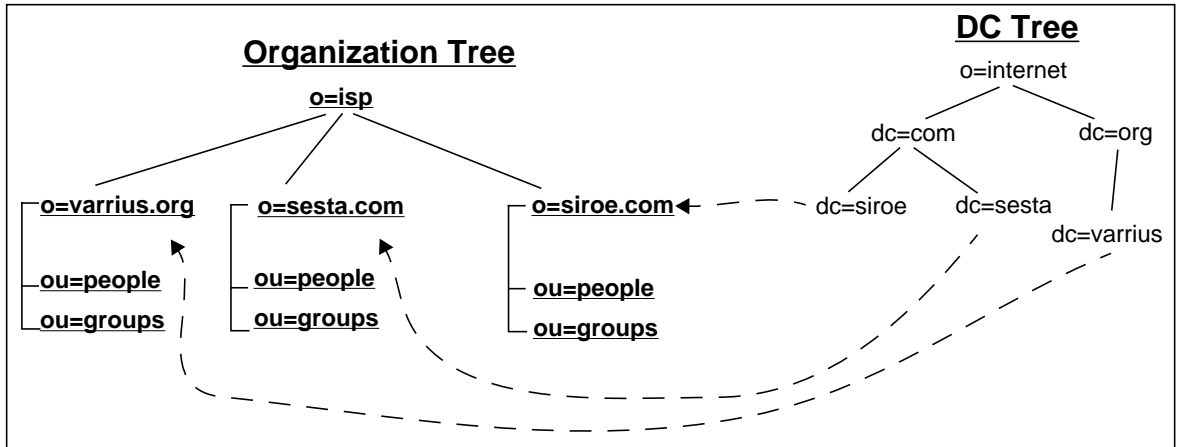 Organization Tree
o=isp
o=varrius.org
ou=people
ou=groups
o=sesta.com
ou=people
ou=groups
o=siroe.com
ou=people
ou=groups
DC Tree
o=internet
dc=com
dc=org
dc=siroe
dc=sesta
dc=varrius